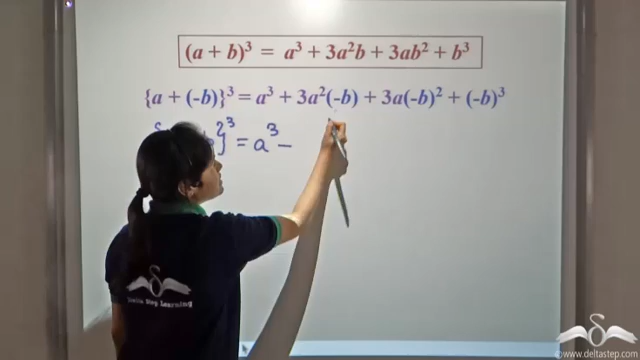 (a + b)³ = a³ + 3a²b + 3ab² + b³
{a + (-b)}³ = a³ + 3a²(-b) + 3a(-b)² + (-b)³
}³ = a³ −
Delta Step Learning
©www.deltastep.com